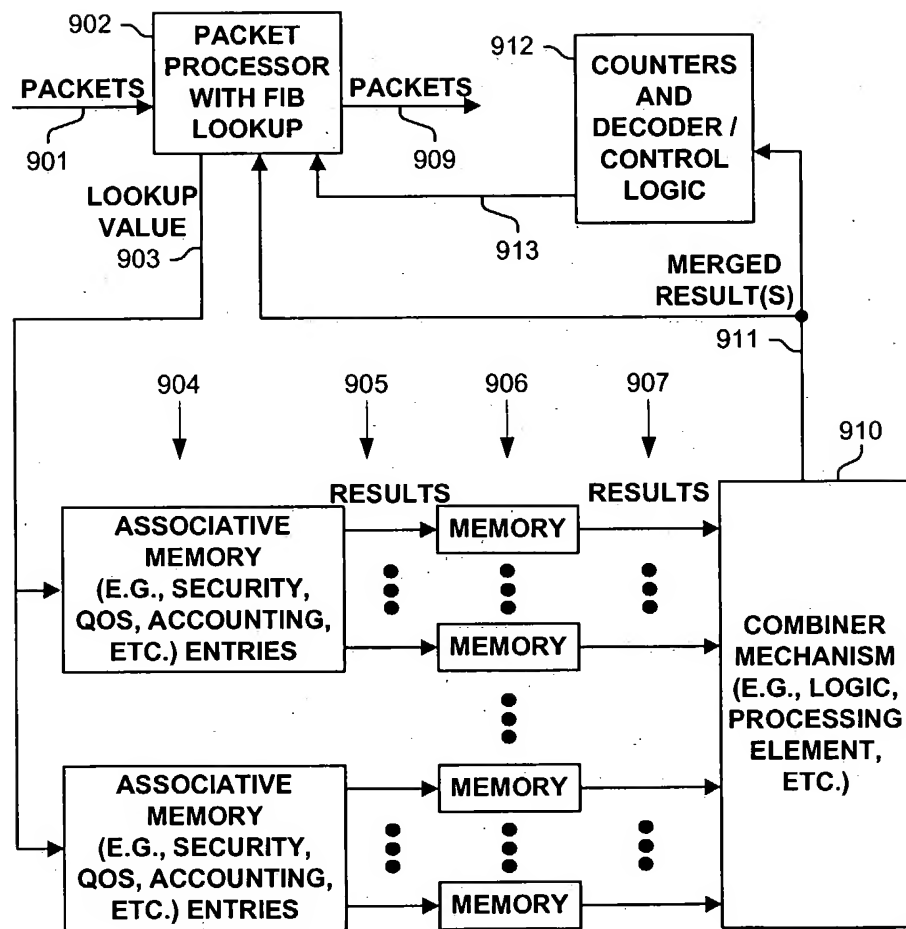 902
PACKET
PROCESSOR
WITH FIB
LOOKUP
PACKETS
901
PACKETS
909
912
COUNTERS
AND
DECODER /
CONTROL
LOGIC
LOOKUP
VALUE
903
913
MERGED
RESULT(S)
911
904
905
906
907
910
RESULTS
RESULTS
ASSOCIATIVE
MEMORY
(E.G., SECURITY,
QOS, ACCOUNTING,
ETC.) ENTRIES
MEMORY
MEMORY
COMBINER
MECHANISM
(E.G., LOGIC,
PROCESSING
ELEMENT,
ETC.)
ASSOCIATIVE
MEMORY
(E.G., SECURITY,
QOS, ACCOUNTING,
ETC.) ENTRIES
MEMORY
MEMORY